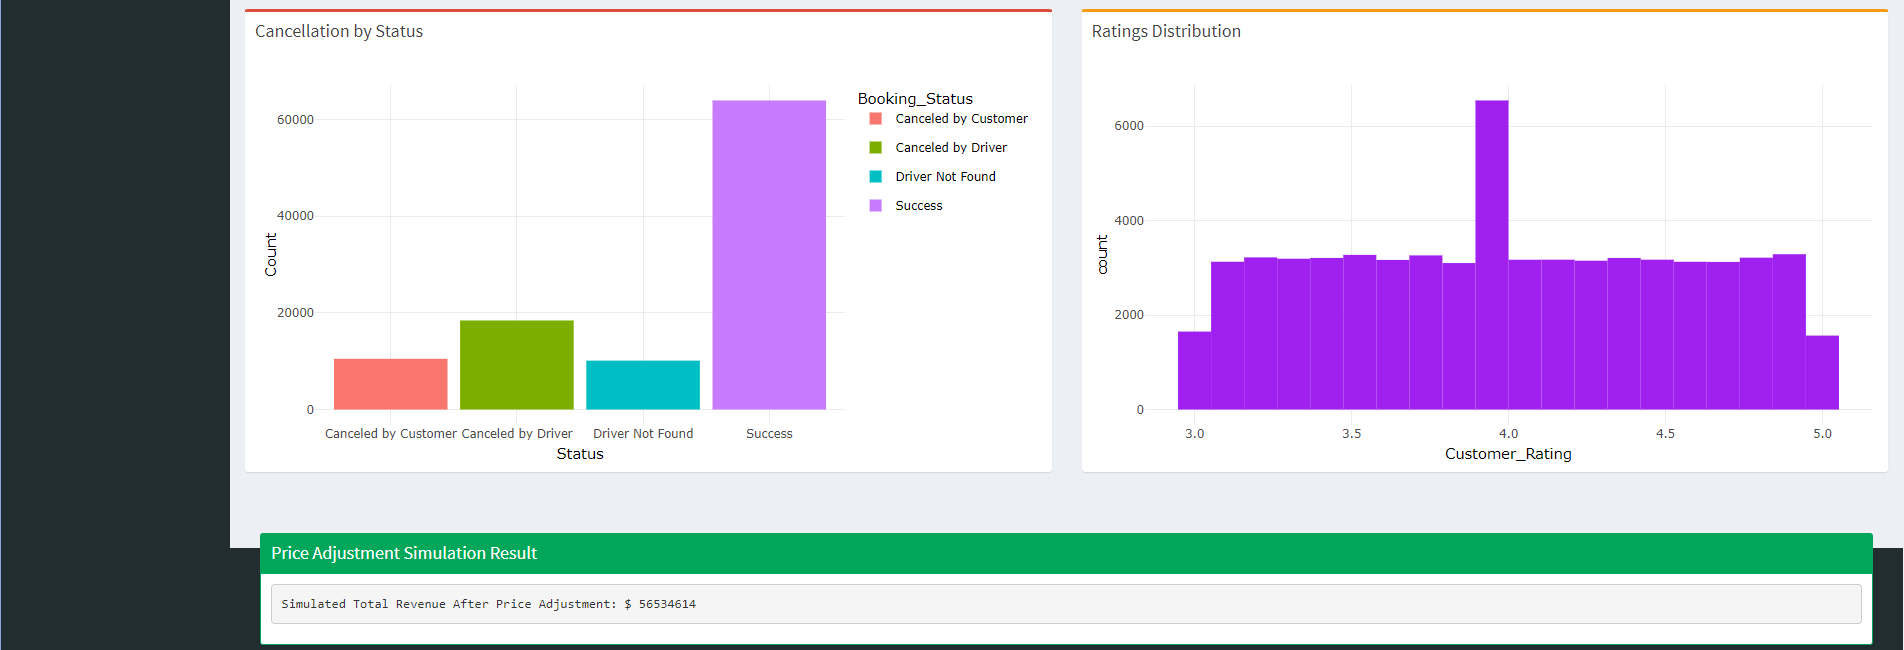 Cancellation by Status
60000
40000
20000
0
Count
Canceled by Customer
Canceled by Driver
Driver Not Found
Success
Status
Booking_Status
Canceled by Customer
Canceled by Driver
Driver Not Found
Success
Ratings Distribution
6000
4000
2000
0
count
3.0
3.5
4.0
4.5
5.0
Customer_Rating
Price Adjustment Simulation Result
Simulated Total Revenue After Price Adjustment: $ 56534614